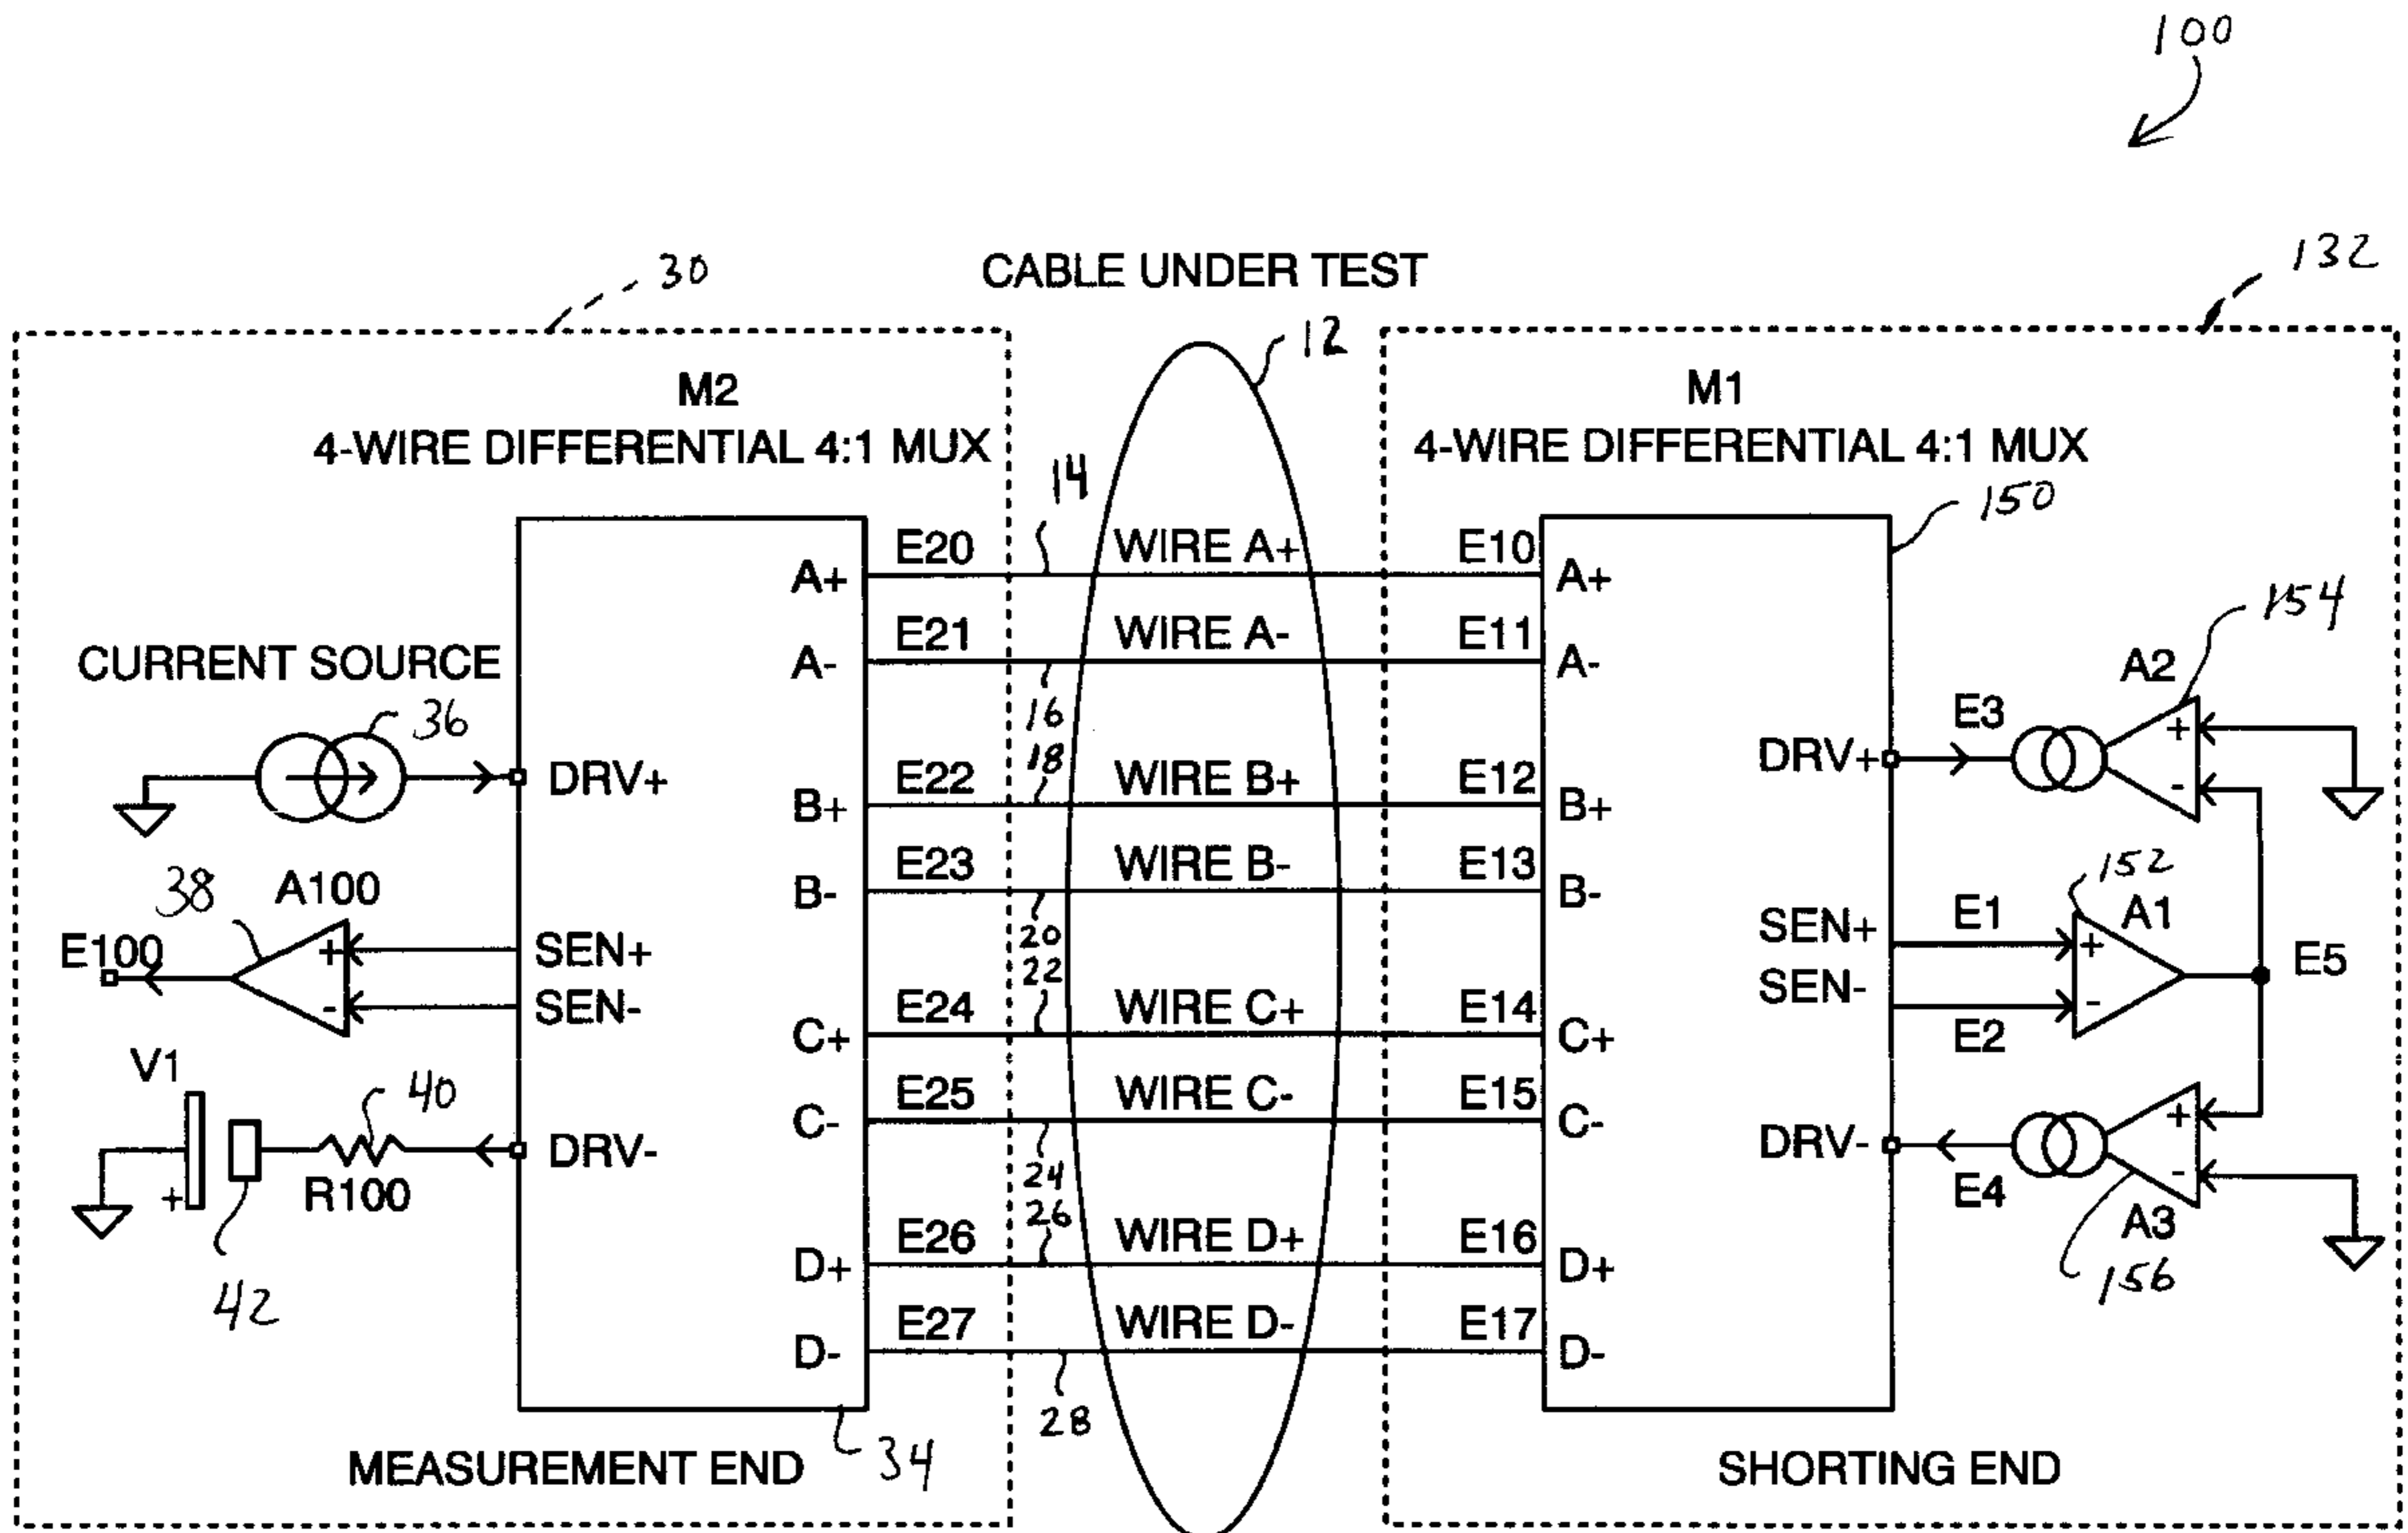 100
30
CABLE UNDER TEST
132
12
M2
4-WIRE DIFFERENTIAL 4:1 MUX
M1
4-WIRE DIFFERENTIAL 4:1 MUX
14
150
E20 WIRE A+ E10
A+ A+
154
E21 WIRE A- E11
A- A-
CURRENT SOURCE
A2
36
16
E3
+
-
18
DRV+
DRV+
E22 WIRE B+ E12
B+ B+
E23 WIRE B- E13
B- B-
38
A100
152
A1
E100
+
-
SEN+
SEN-
20
22
SEN+
SEN-
E1
E2
+
-
E5
E24 WIRE C+ E14
C+ C+
V1
+
40
42
R100
DRV-
E25 WIRE C- E15
C- C-
24
26
DRV-
E4
+
-
A3
156
E26 WIRE D+ E16
D+ D+
E27 WIRE D- E17
D- D-
28
34
MEASUREMENT END
SHORTING END